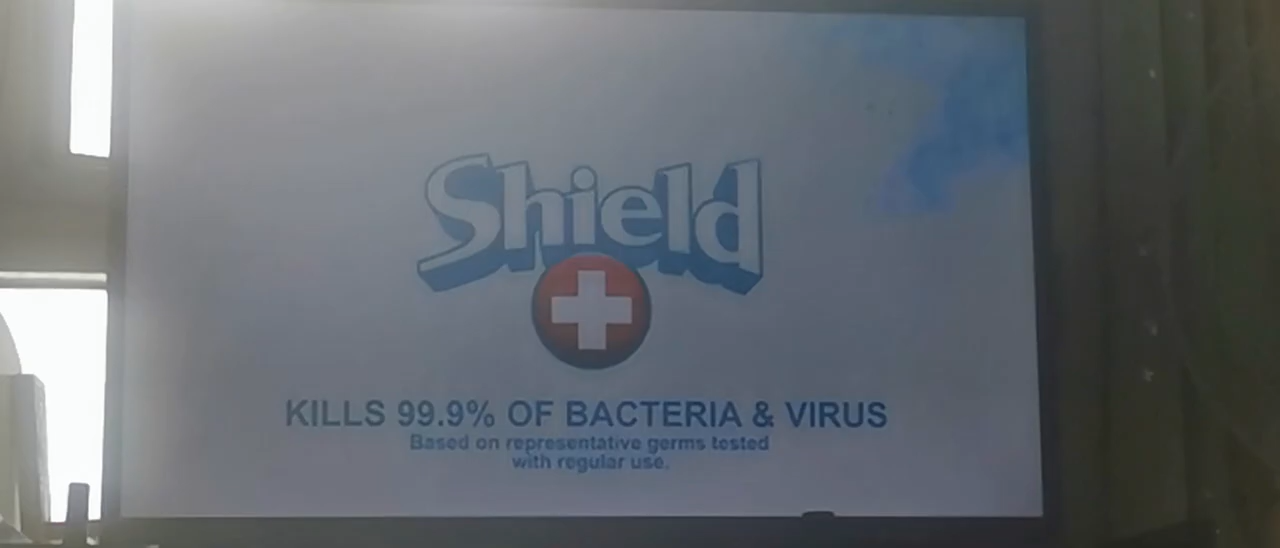 Shield
KILLS 99.9% OF BACTERIA & VIRUS
Based on representative germs tested
with regular use.